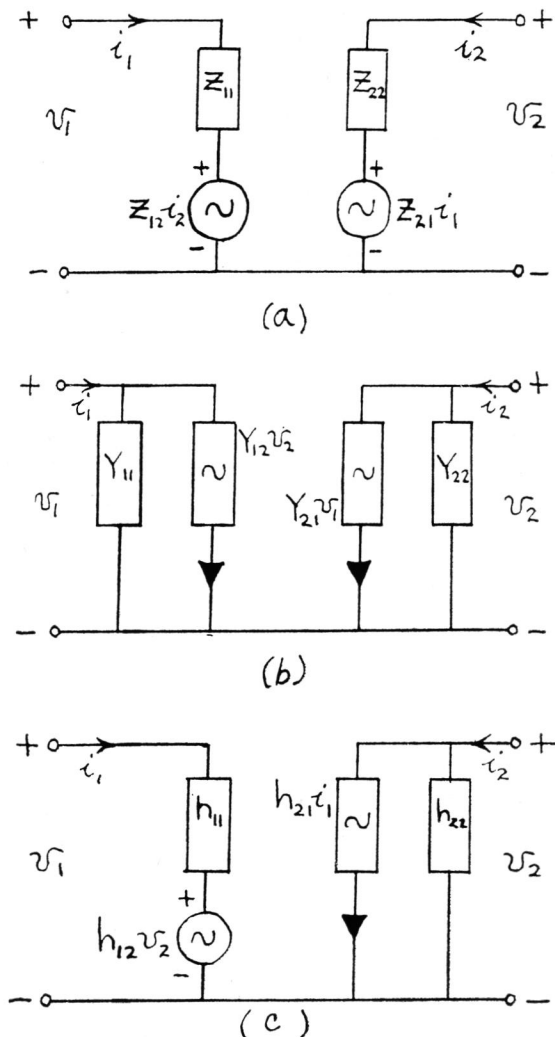 + i₁ i₂ +
Z₁₁ Z₂₂
v₁ v₂
+ +
Z₁₂i₂ ~ ~ Z₂₁i₁
- -
- -
(a)
+ i₁ i₂ +
Y₁₁ ~ Y₁₂v₂ ~ Y₂₂
v₁ Y₂₁v₁ v₂
- -
(b)
+ i₁ i₂ +
h₁₁ h₂₁i₁ ~ h₂₂
v₁ v₂
+
h₁₂v₂ ~
-
- -
(c)